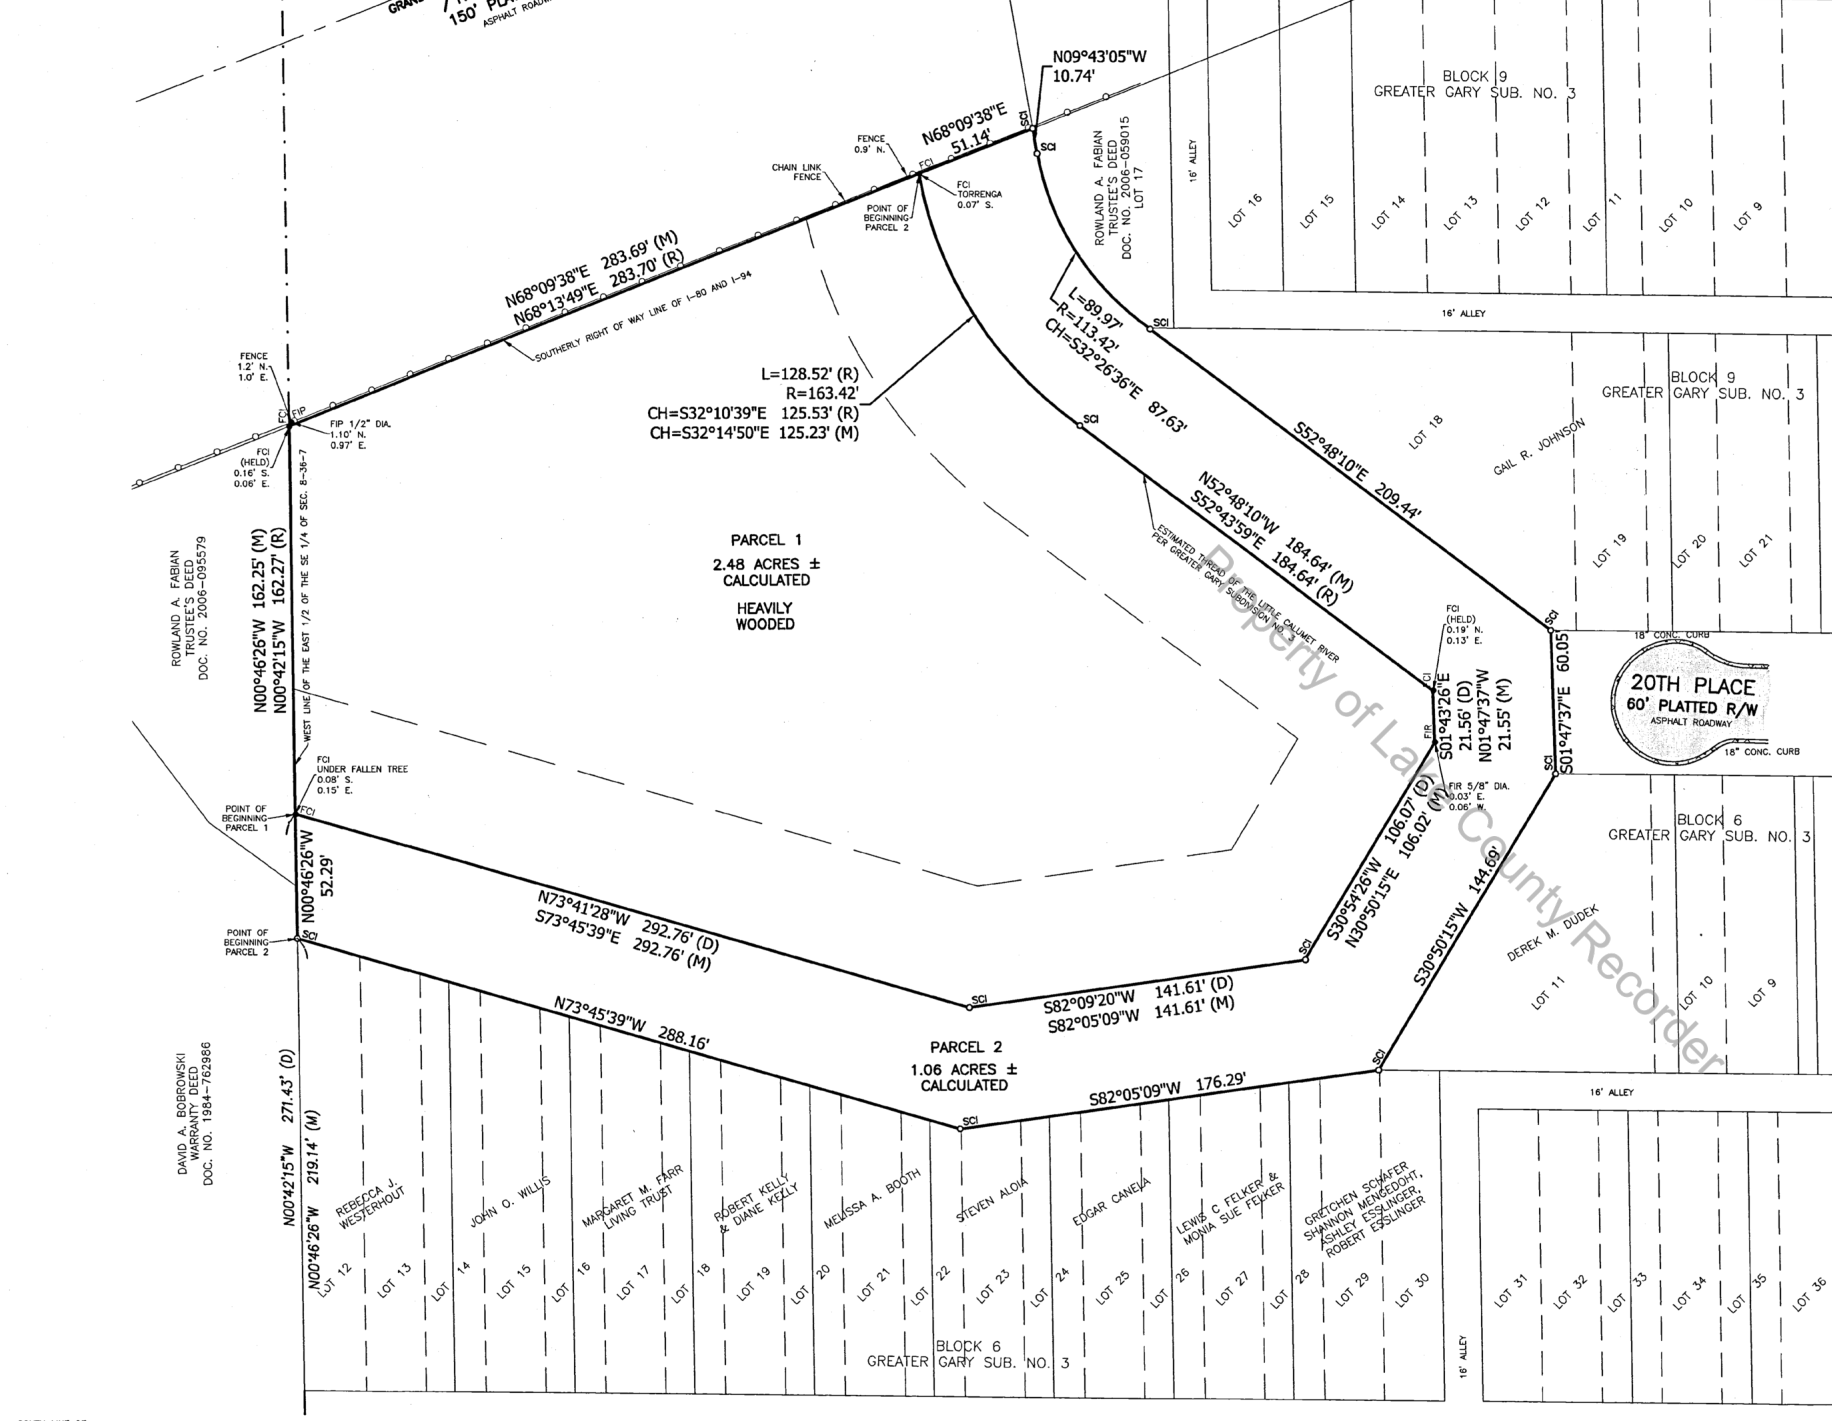 150'
ASPHALT
N09°43'05"W
10.74'
BLOCK 9
GREATER GARY SUB. NO. 3
N68°09'38"E
51.14'
FENCE
0.9' N.
CHAIN LINK
FENCE
SCI
SCI
FCI
FCI
TORRENGA
0.07' S.
POINT OF
BEGINNING
PARCEL 2
ROWLAND A. FABIAN
TRUSTEE'S DEED
DOC. NO. 2006-059015
LOT 17
16' ALLEY
LOT 16
LOT 15
LOT 14
LOT 13
LOT 12
LOT 11
LOT 10
LOT 9
N68°09'38"E 283.69' (M)
N68°13'49"E 283.70' (R)
SOUTHERLY RIGHT OF WAY LINE OF I-80 AND I-94
16' ALLEY
L=89.97'
R=113.42'
CH=S32°26'36"E 87.63'
SCI
FENCE
1.2' N.
1.0' E.
FCI
FIP
FIP 1/2" DIA.
1.10' N.
0.97' E.
FCI
(HELD)
0.16' S.
0.06' E.
L=128.52' (R)
R=163.42'
CH=S32°10'39"E 125.53' (R)
CH=S32°14'50"E 125.23' (M)
SCI
BLOCK 9
GREATER GARY SUB. NO. 3
LOT 18
GAIL R. JOHNSON
S52°48'10"E 209.44'
N52°48'10"W 184.64' (M)
S52°43'59"E 184.64' (R)
LOT 19
LOT 20
LOT 21
ESTIMATED THREAD OF THE LITTLE CALUMET RIVER
PER GREATER GARY SUBDIVISION NO. 3
PARCEL 1
2.48 ACRES ±
CALCULATED
HEAVILY
WOODED
ROWLAND A. FABIAN
TRUSTEE'S DEED
DOC. NO. 2006-095579
N00°46'26"W 162.25' (M)
N00°42'15"W 162.27' (R)
WEST LINE OF THE EAST 1/2 OF THE SE 1/4 OF SEC. 8-36-7
FCI
(HELD)
0.19' N.
0.13' E.
FCI
SCI
18" CONC. CURB
20TH PLACE
60' PLATTED R/W
ASPHALT ROADWAY
18" CONC. CURB
S01°47'37"E 60.05'
SCI
S01°43'26"E
21.56' (D)
N01°47'37"W
21.55' (M)
FIR
FIR 5/8" DIA.
0.03' E.
0.06' W.
FCI
UNDER FALLEN TREE
0.08' S.
0.15' E.
POINT OF
BEGINNING
PARCEL 1
FCI
BLOCK 6
GREATER GARY SUB. NO. 3
N00°46'26"W
52.29'
POINT OF
BEGINNING
PARCEL 2
SCI
N73°41'28"W 292.76' (D)
S73°45'39"E 292.76' (M)
S30°54'26"W 106.07' (D)
N30°50'15"E 106.02' (M)
S30°50'15"W 144.69'
DEREK M. DUDEK
LOT 11
LOT 10
LOT 9
SCI
SCI
S82°09'20"W 141.61' (D)
S82°05'09"W 141.61' (M)
N73°45'39"W 288.16'
PARCEL 2
1.06 ACRES ±
CALCULATED
S82°05'09"W 176.29'
SCI
SCI
16' ALLEY
DAVID A. BOBROWSKI
WARRANTY DEED
DOC. NO. 1984-762986
N00°42'15"W 271.43' (D)
N00°46'26"W 219.14' (M)
REBECCA J.
WESTERHOUT
JOHN O. WILLIS
MARGARET M. FARR
LIVING TRUST
ROBERT KELLY
& DIANE KELLY
MELISSA A. BOOTH
STEVEN ALOIA
EDGAR CANELA
LEWIS C FELKER &
MONIA SUE FELKER
GRETCHEN SCHAFER
SHANNON MENGEDOHT,
ASHLEY ESSLINGER,
ROBERT ESSLINGER
LOT 12
LOT 13
LOT 14
LOT 15
LOT 16
LOT 17
LOT 18
LOT 19
LOT 20
LOT 21
LOT 22
LOT 23
LOT 24
LOT 25
LOT 26
LOT 27
LOT 28
LOT 29
LOT 30
LOT 31
LOT 32
LOT 33
LOT 34
LOT 35
LOT 36
BLOCK 6
GREATER GARY SUB. NO. 3
16' ALLEY
Property of Lake County Recorder